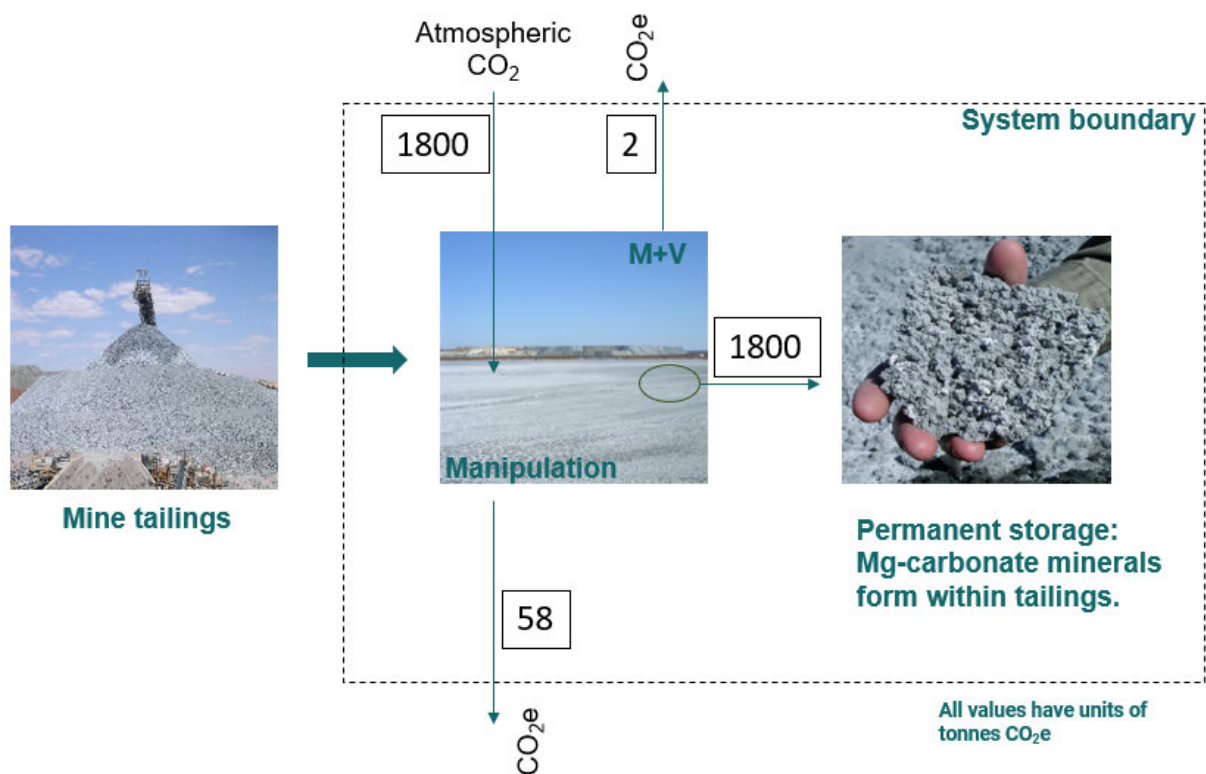 Atmospheric
CO₂
CO₂e
1800
2
System boundary
M+V
1800
Manipulation
Mine tailings
Permanent storage:
Mg-carbonate minerals
form within tailings.
58
CO₂e
All values have units of
tonnes CO₂e